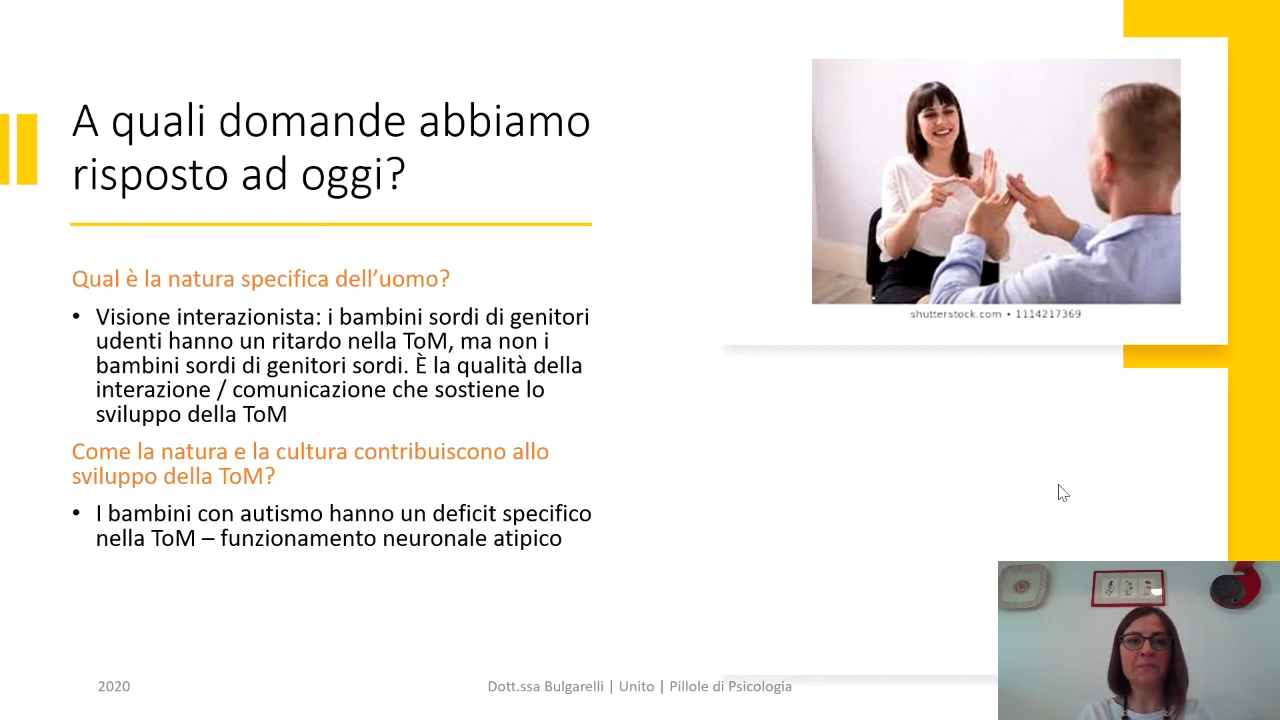 A quali domande abbiamo
risposto ad oggi?
Qual è la natura specifica dell’uomo?
• Visione interazionista: i bambini sordi di genitori
udenti hanno un ritardo nella ToM, ma non i
bambini sordi di genitori sordi. È la qualità della
interazione / comunicazione che sostiene lo
sviluppo della ToM
Come la natura e la cultura contribuiscono allo
sviluppo della ToM?
• I bambini con autismo hanno un deficit specifico
nella ToM – funzionamento neuronale atipico
shutterstock.com • 1114217369
2020
Dott.ssa Bulgarelli | Unito | Pillole di Psicologia